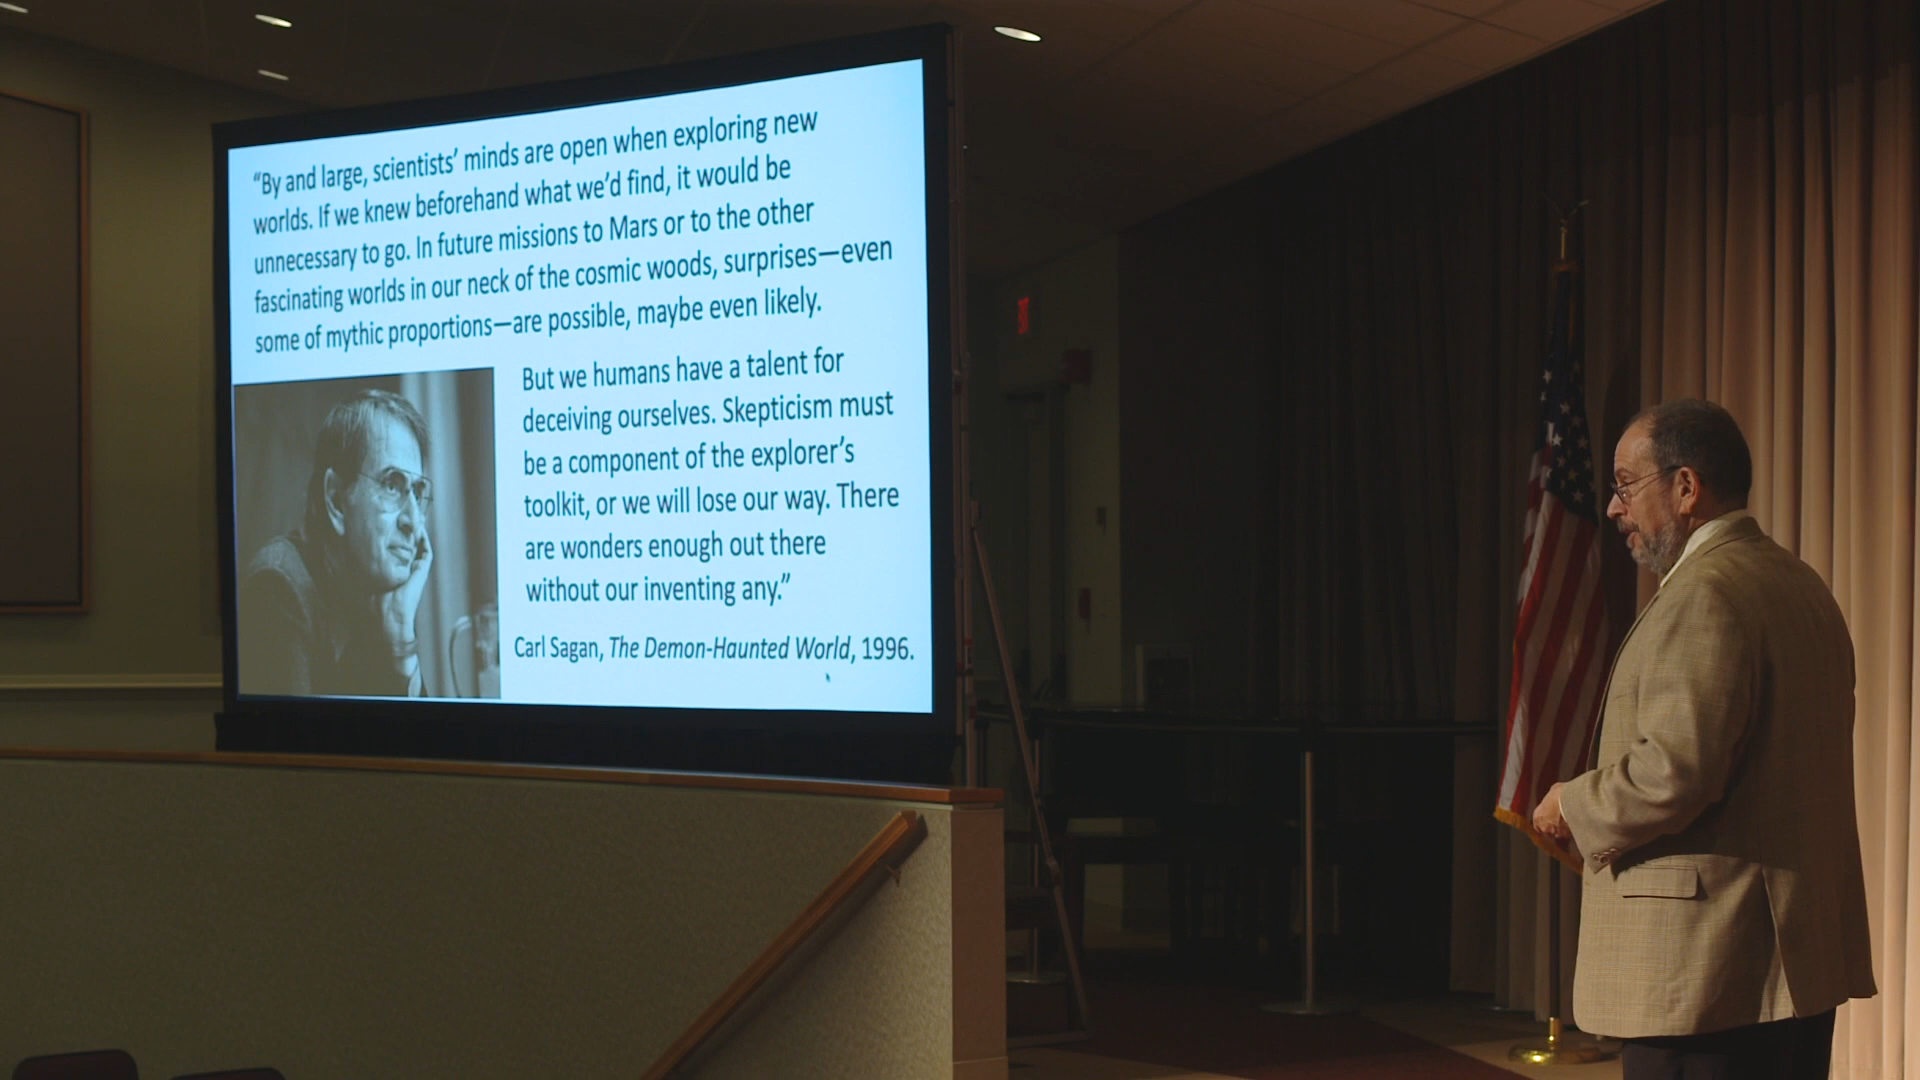 “By and large, scientists’ minds are open when exploring new
worlds. If we knew beforehand what we’d find, it would be
unnecessary to go. In future missions to Mars or to the other
fascinating worlds in our neck of the cosmic woods, surprises—even
some of mythic proportions—are possible, maybe even likely.
But we humans have a talent for
deceiving ourselves. Skepticism must
be a component of the explorer’s
toolkit, or we will lose our way. There
are wonders enough out there
without our inventing any.”
Carl Sagan, The Demon-Haunted World, 1996.